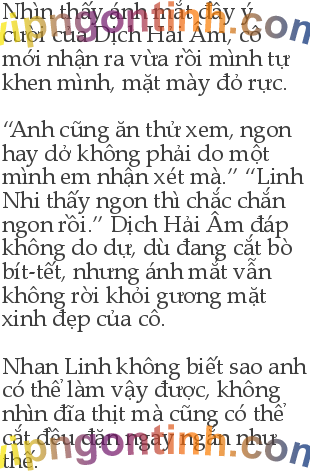 Nhìn thấy ánh mắt đầy ý
cười của Dịch Hải Âm, cô
mới nhận ra vừa rồi mình tự
khen mình, mặt mày đỏ rực.
“Anh cũng ăn thử xem, ngon
hay dở không phải do một
mình em nhận xét mà.” “Linh
Nhi thấy ngon thì chắc chắn
ngon rồi.” Dịch Hải Âm đáp
không do dự, dù đang cắt bò
bít-tết, nhưng ánh mắt vẫn
không rời khỏi gương mặt
xinh đẹp của cô.
Nhan Linh không biết sao anh
có thể làm vậy được, không
nhìn đĩa thịt mà cũng có thể
cắt đều đặn ngay ngắn như
thế.
vipngontinh.com
vipngontinh.com